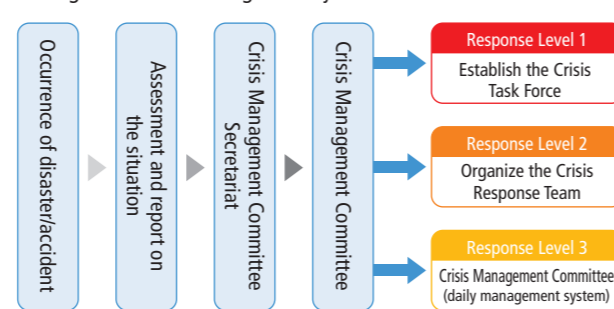 Occurrence of disaster/accident
Assessment and report on
the situation
Crisis Management Committee
Secretariat
Crisis Management Committee
Response Level 1
Establish the Crisis
Task Force
Response Level 2
Organize the Crisis
Response Team
Response Level 3
Crisis Management Committee
(daily management system)